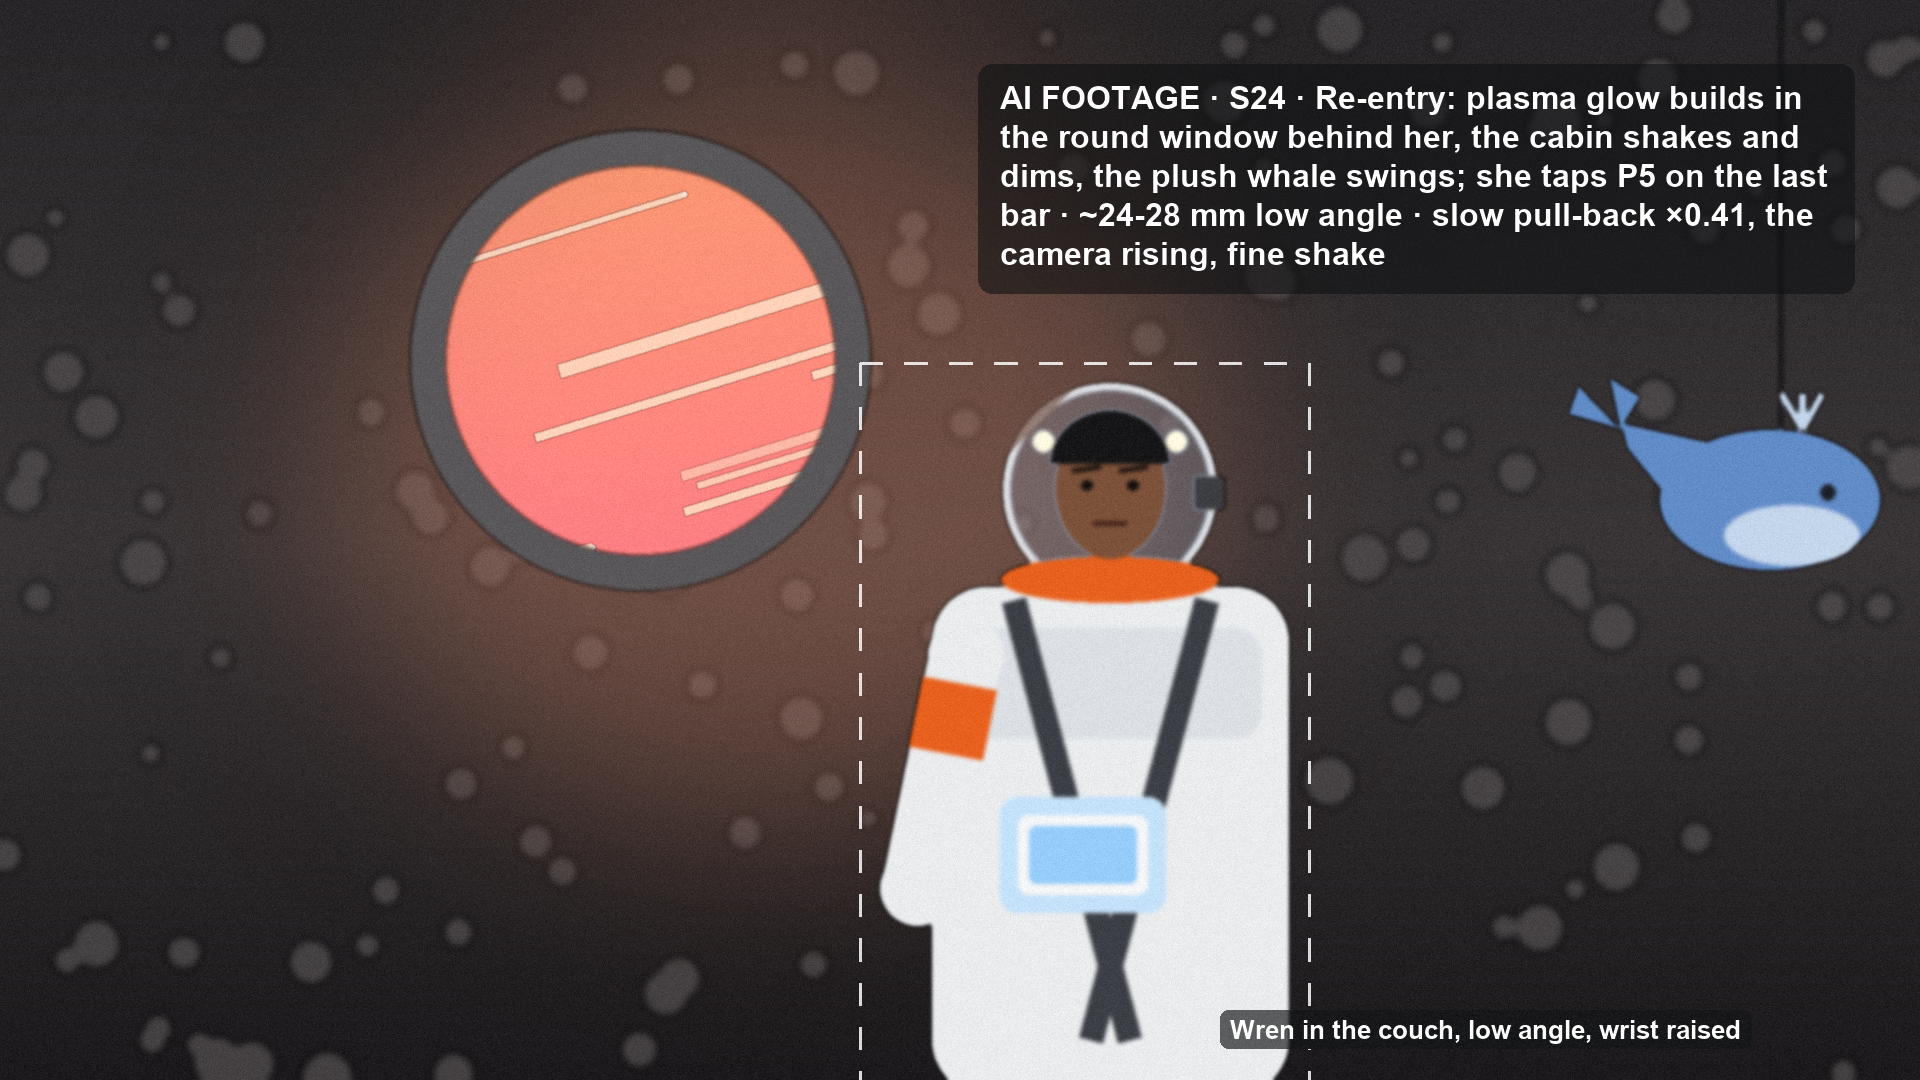 AI FOOTAGE · S24 · Re-entry: plasma glow builds in
the round window behind her, the cabin shakes and
dims, the plush whale swings; she taps P5 on the last
bar · ~24-28 mm low angle · slow pull-back ×0.41, the
camera rising, fine shake
Wren in the couch, low angle, wrist raised